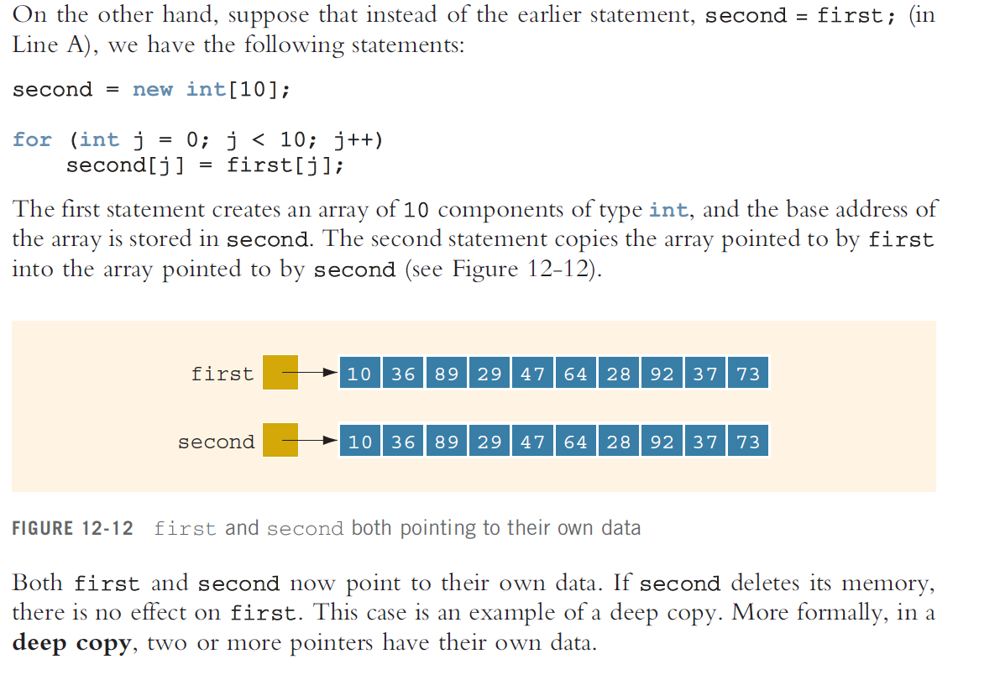 On the other hand, suppose that instead of the earlier statement, second = first; (in
Line A), we have the following statements:
second = new int[10];
for (int j = 0; j < 10; j++)
    second[j] = first[j];
The first statement creates an array of 10 components of type int, and the base address of
the array is stored in second. The second statement copies the array pointed to by first
into the array pointed to by second (see Figure 12-12).
first 10 36 89 29 47 64 28 92 37 73
second 10 36 89 29 47 64 28 92 37 73
FIGURE 12-12 first and second both pointing to their own data
Both first and second now point to their own data. If second deletes its memory,
there is no effect on first. This case is an example of a deep copy. More formally, in a
deep copy, two or more pointers have their own data.